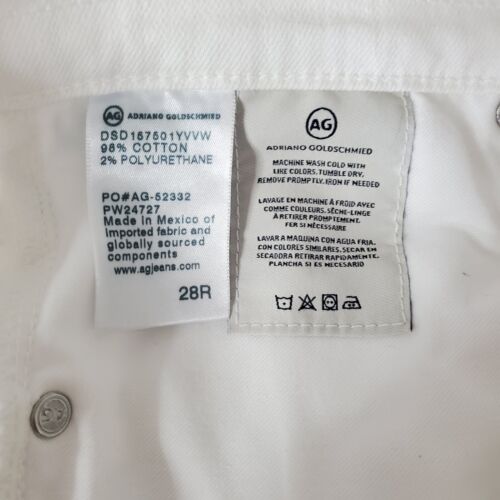 AG ADRIANO GOLDSCHMIED
DSD157501YVVW
98% COTTON
2% POLYURETHANE
PO#AG-52332
PW24727
Made in Mexico of
imported fabric and
globally sourced
components
www.agjeans.com
28R
AG
ADRIANO GOLDSCHMIED
MACHINE WASH COLD WITH
LIKE COLORS. TUMBLE DRY.
REMOVE PROMPTLY. IRON IF NEEDED
LAVAGE EN MACHINE À FROID AVEC
COMME COULEURS. SÈCHE-LINGE
À RETIRER PROMPTEMENT.
FER SI NÉCESSAIRE
LAVAR A MAQUINA CON AGUA FRIA.
CON COLORES SIMILARES. SECAR EN
SECADORA RETIRAR RAPIDAMENTE.
PLANCHA SI ES NECESARIO